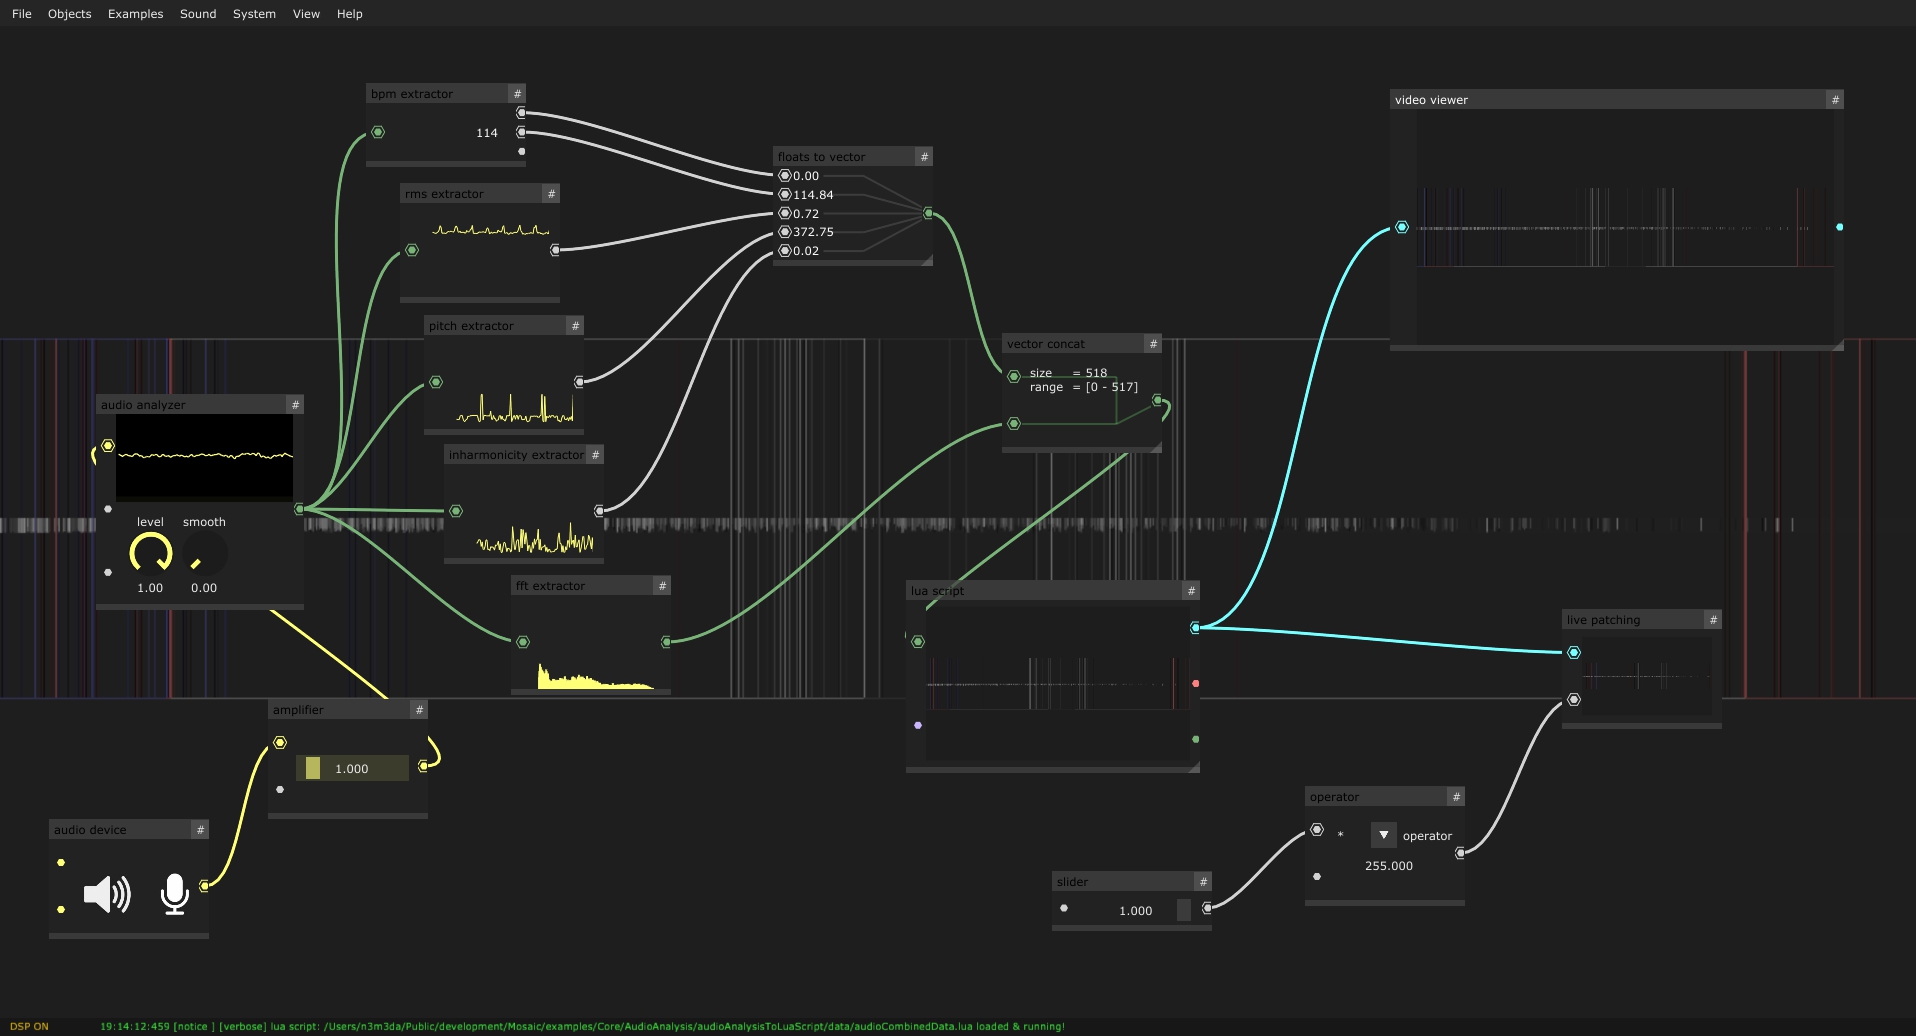 File Objects Examples Sound System View Help
bpm extractor #
114
video viewer #
floats to vector #
0.00
114.84
0.72
372.75
0.02
rms extractor #
pitch extractor #
vector concat #
size = 518
range = [0 - 517]
audio analyzer #
level smooth
1.00 0.00
inharmonicity extractor #
fft extractor #
lua script #
live patching #
amplifier #
1.000
operator #
* ▼ operator
255.000
audio device #
slider #
1.000
DSP ON 19:14:12:459 [notice ] [verbose] lua script: /Users/n3m3da/Public/development/Mosaic/examples/Core/AudioAnalysis/audioAnalysisToLuaScript/data/audioCombinedData.lua loaded & running!